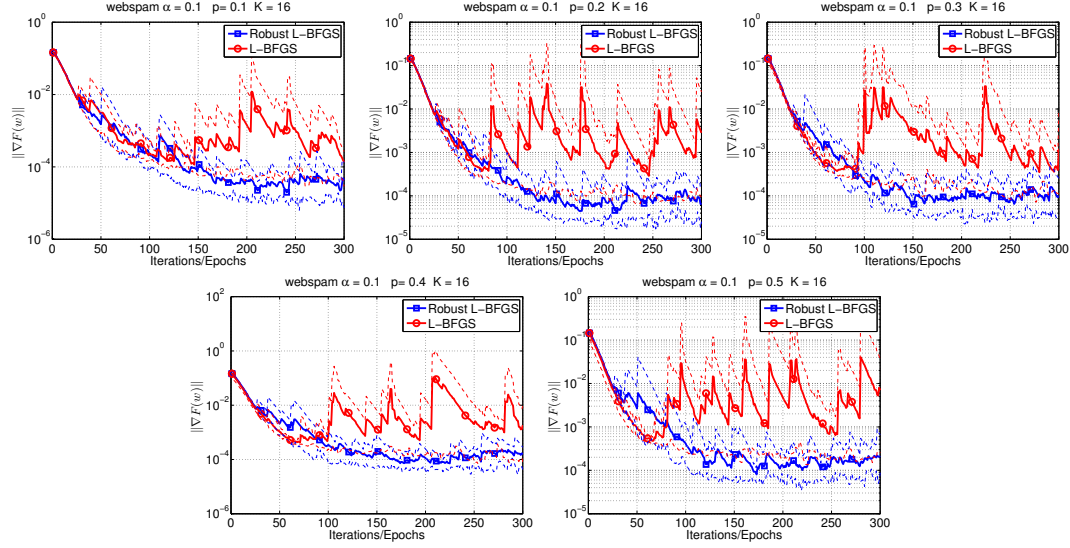 webspam α = 0.1 p= 0.1 K = 16
10^0
10^−2
10^−4
10^−6
‖∇F(w)‖
0 50 100 150 200 250 300
Iterations/Epochs
Robust L−BFGS
L−BFGS
webspam α = 0.1 p= 0.2 K = 16
10^0
10^−1
10^−2
10^−3
10^−4
10^−5
‖∇F(w)‖
0 50 100 150 200 250 300
Iterations/Epochs
Robust L−BFGS
L−BFGS
webspam α = 0.1 p= 0.3 K = 16
10^0
10^−1
10^−2
10^−3
10^−4
10^−5
‖∇F(w)‖
0 50 100 150 200 250 300
Iterations/Epochs
Robust L−BFGS
L−BFGS
webspam α = 0.1 p= 0.4 K = 16
10^2
10^0
10^−2
10^−4
10^−6
‖∇F(w)‖
0 50 100 150 200 250 300
Iterations/Epochs
Robust L−BFGS
L−BFGS
webspam α = 0.1 p= 0.5 K = 16
10^0
10^−1
10^−2
10^−3
10^−4
10^−5
‖∇F(w)‖
0 50 100 150 200 250 300
Iterations/Epochs
Robust L−BFGS
L−BFGS